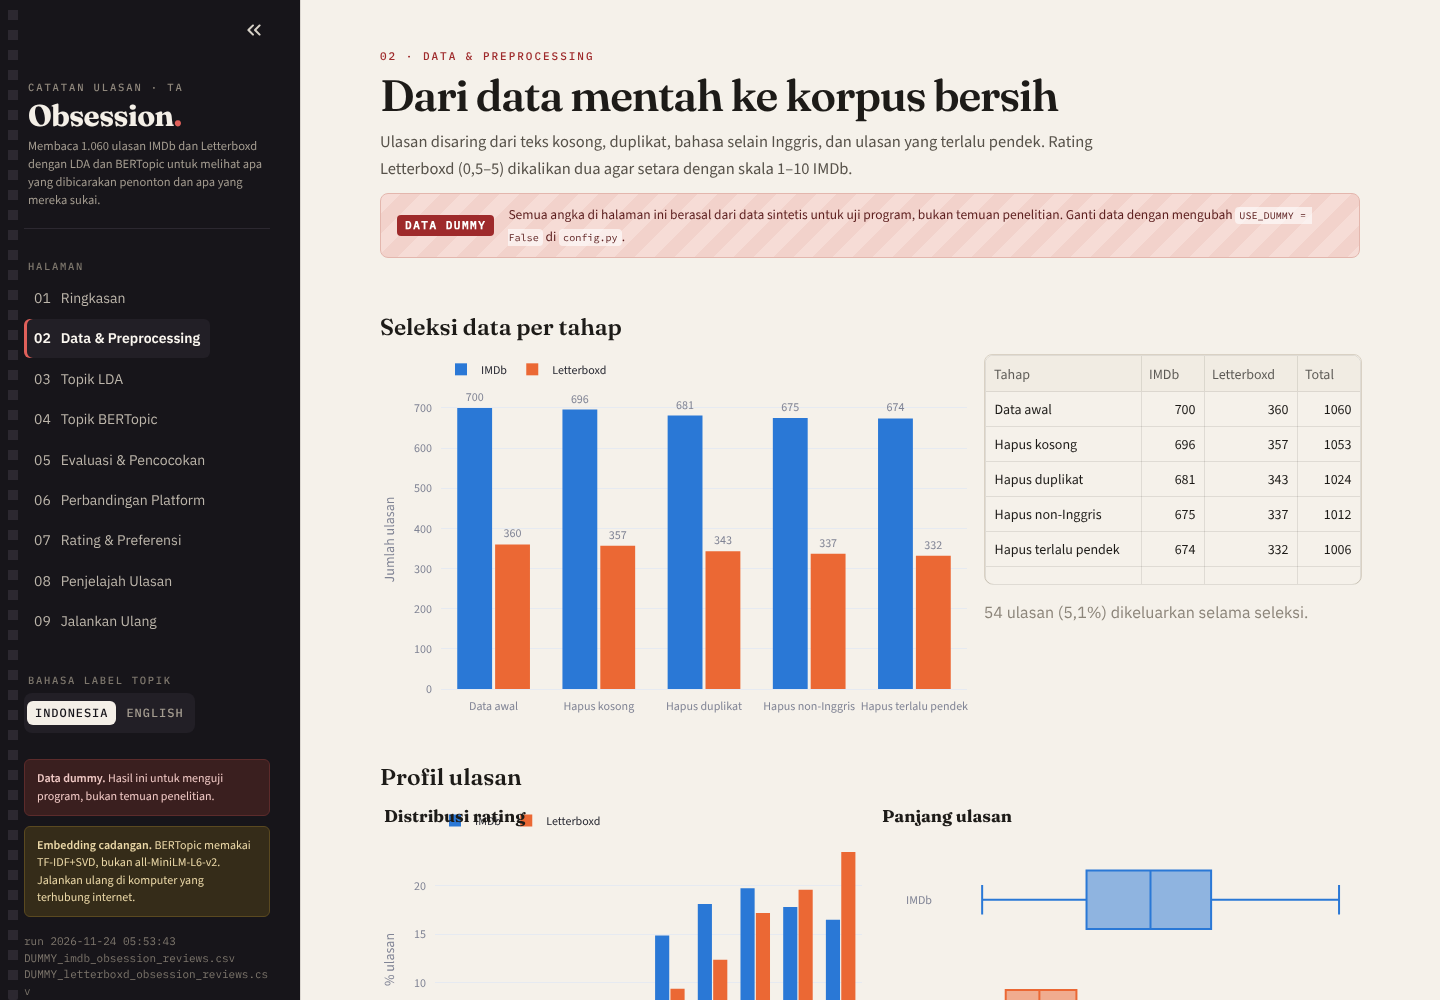 CATATAN ULASAN · TA
Obsession.
Membaca 1.060 ulasan IMDb dan Letterboxd
dengan LDA dan BERTopic untuk melihat apa
yang dibicarakan penonton dan apa yang
mereka sukai.
HALAMAN
01 Ringkasan
02 Data & Preprocessing
03 Topik LDA
04 Topik BERTopic
05 Evaluasi & Pencocokan
06 Perbandingan Platform
07 Rating & Preferensi
08 Penjelajah Ulasan
09 Jalankan Ulang
BAHASA LABEL TOPIK
INDONESIA ENGLISH
Data dummy. Hasil ini untuk menguji
program, bukan temuan penelitian.
Embedding cadangan. BERTopic memakai
TF-IDF+SVD, bukan all-MiniLM-L6-v2.
Jalankan ulang di komputer yang
terhubung internet.
run 2026-11-24 05:53:43
DUMMY_imdb_obsession_reviews.csv
DUMMY_letterboxd_obsession_reviews.cs
v
02 · DATA & PREPROCESSING
Dari data mentah ke korpus bersih
Ulasan disaring dari teks kosong, duplikat, bahasa selain Inggris, dan ulasan yang terlalu pendek. Rating
Letterboxd (0,5–5) dikalikan dua agar setara dengan skala 1–10 IMDb.
DATA DUMMY
Semua angka di halaman ini berasal dari data sintetis untuk uji program, bukan temuan penelitian. Ganti data dengan mengubah USE_DUMMY =
False di config.py.
Seleksi data per tahap
IMDb Letterboxd
Jumlah ulasan
700
600
500
400
300
200
100
0
700 696 681 675 674
360 357 343 337 332
Data awal Hapus kosong Hapus duplikat Hapus non-Inggris Hapus terlalu pendek
Tahap IMDb Letterboxd Total
Data awal 700 360 1060
Hapus kosong 696 357 1053
Hapus duplikat 681 343 1024
Hapus non-Inggris 675 337 1012
Hapus terlalu pendek 674 332 1006
54 ulasan (5,1%) dikeluarkan selama seleksi.
Profil ulasan
Distribusi rating
IMDb Letterboxd
% ulasan
20
15
10
Panjang ulasan
IMDb